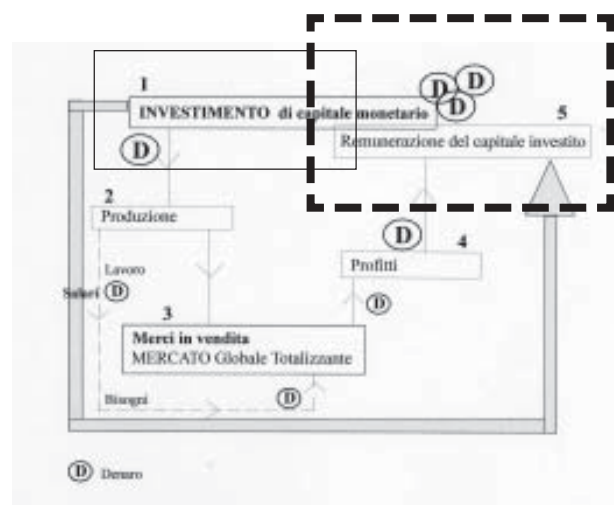 1
INVESTIMENTO di capitale monetario
D D D
5
Remunerazione del capitale investito
D
2
Produzione
D
4
Profitti
Lavoro
Salari D
D
3
Merci in vendita
MERCATO Globale Totalizzante
Bisogni
D
D Denaro